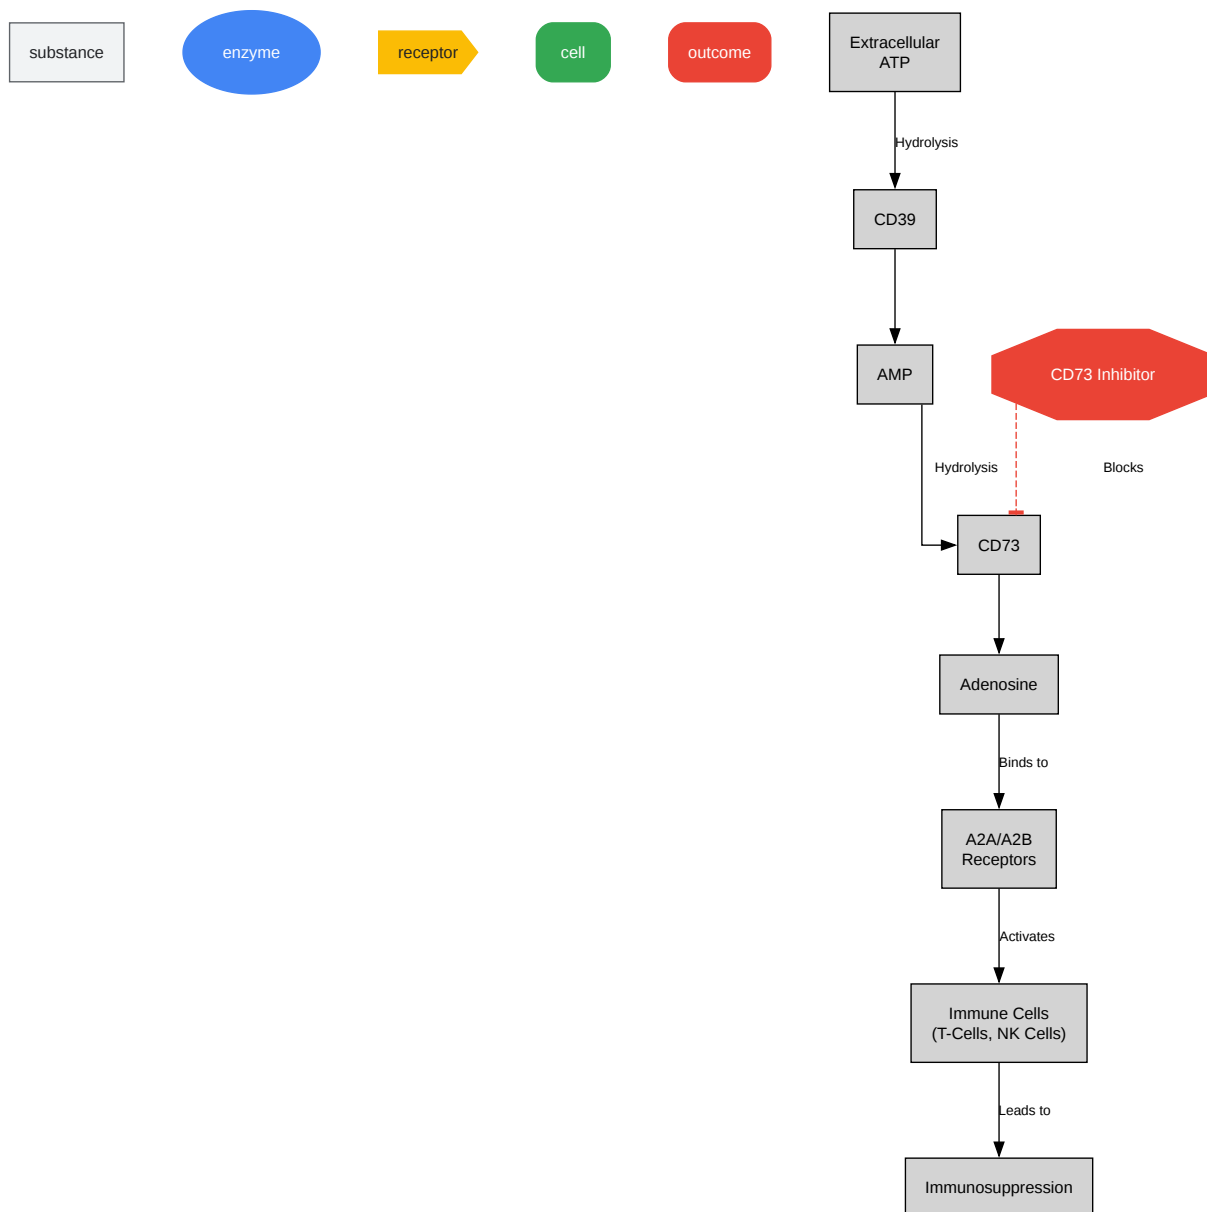 substance
enzyme
receptor
cell
outcome
Extracellular
ATP
Hydrolysis
CD39
AMP
CD73 Inhibitor
Hydrolysis
Blocks
CD73
Adenosine
Binds to
A2A/A2B
Receptors
Activates
Immune Cells
(T-Cells, NK Cells)
Leads to
Immunosuppression